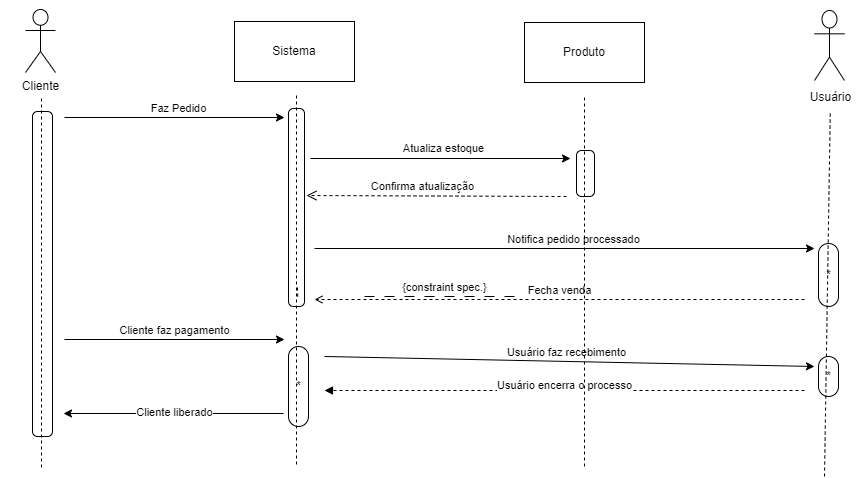 Cliente
Sistema
Produto
Usuário
Faz Pedido
Atualiza estoque
Confirma atualização
Notifica pedido processado
*
{constraint spec.}
Fecha venda
Cliente faz pagamento
Usuário faz recebimento
*
*
Usuário encerra o processo
Cliente liberado